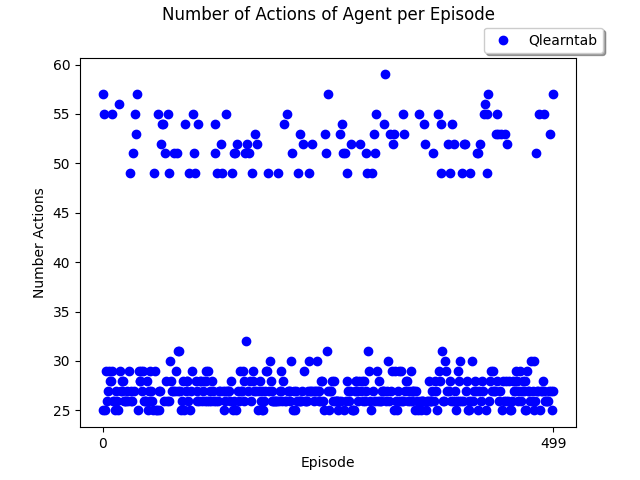 Number of Actions of Agent per Episode
Qlearntab
60
55
50
45
40
35
30
25
Number Actions
0
499
Episode